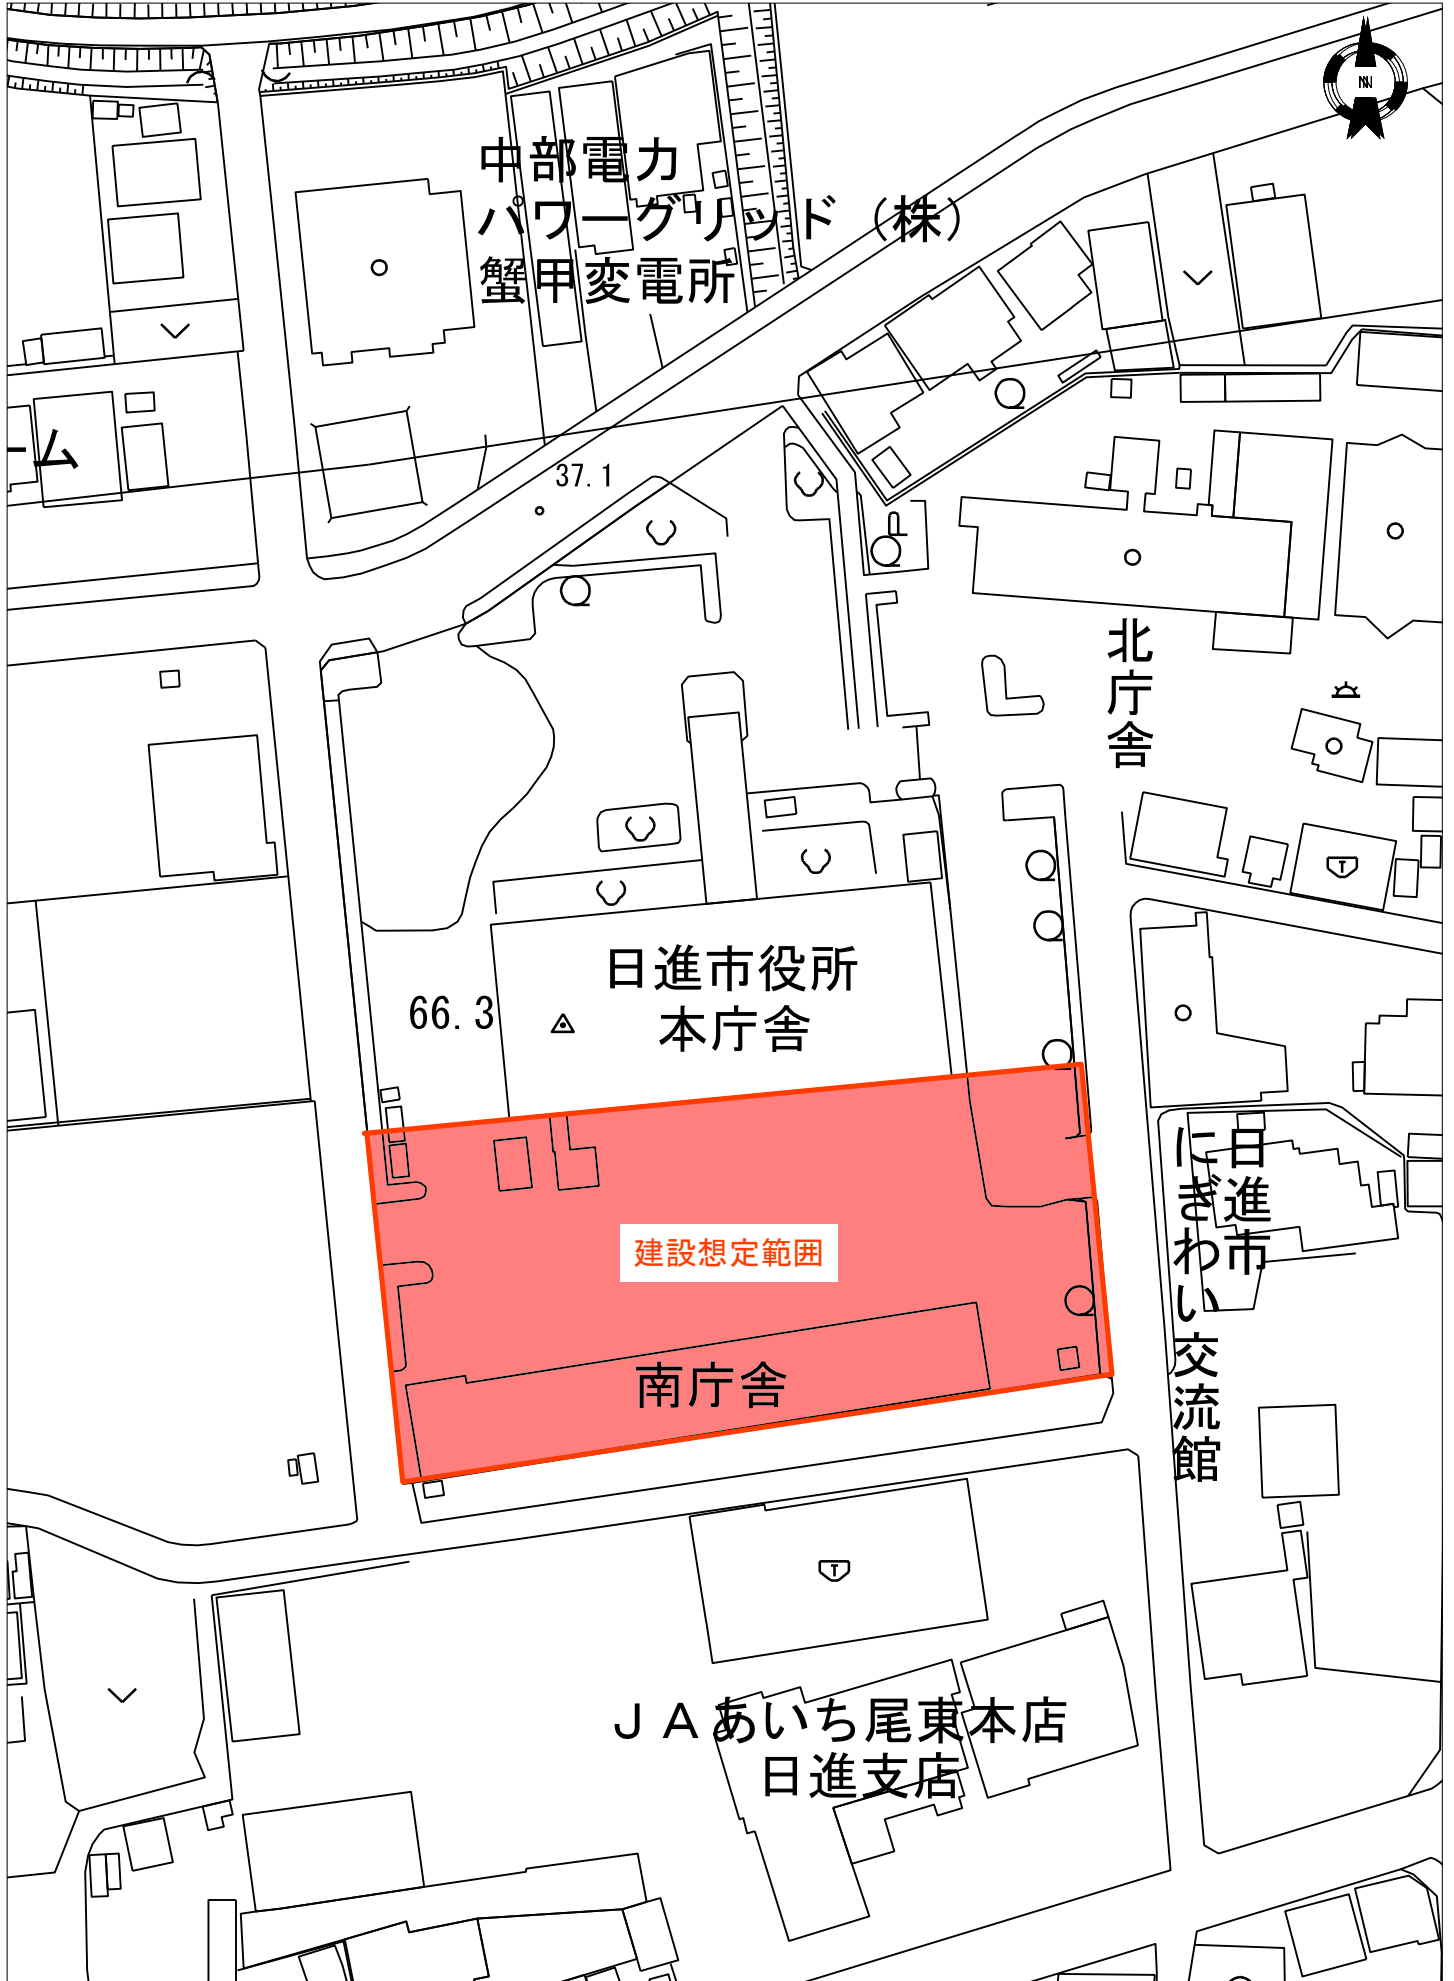 中部電力
パワーグリッド（株）
蟹甲変電所
N
ーム
37.1
北庁舎
日進市役所
本庁舎
66.3
日進市
にぎわい交流館
建設想定範囲
南庁舎
ＪＡあいち尾東本店
日進支店